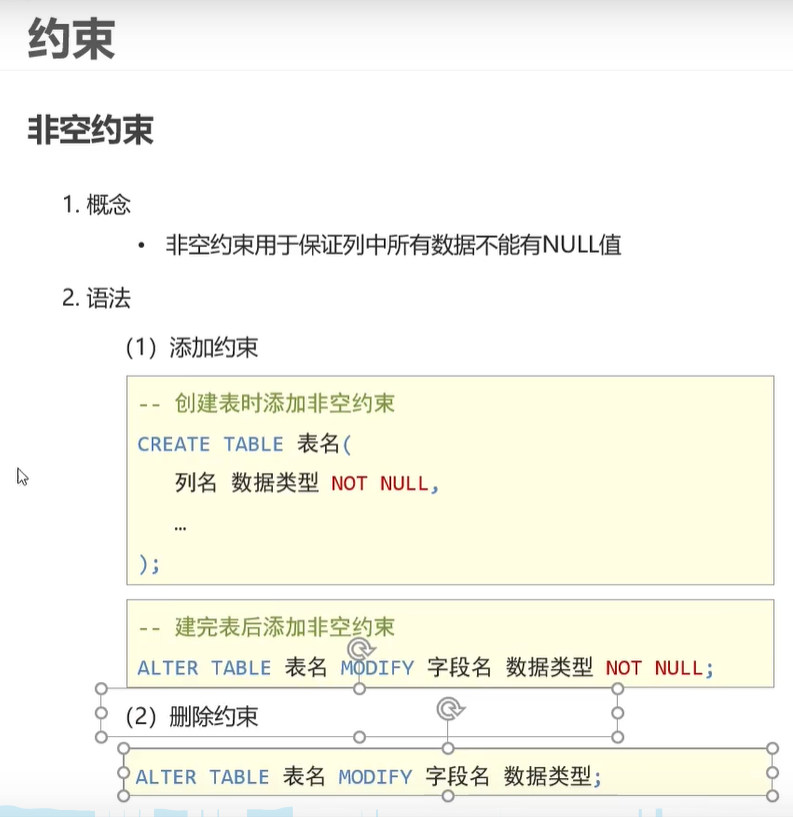 约束
非空约束
1. 概念
• 非空约束用于保证列中所有数据不能有NULL值
2. 语法
（1）添加约束
-- 创建表时添加非空约束
CREATE TABLE 表名(
列名 数据类型 NOT NULL,
…
);
-- 建完表后添加非空约束
ALTER TABLE 表名 MODIFY 字段名 数据类型 NOT NULL;
（2）删除约束
ALTER TABLE 表名 MODIFY 字段名 数据类型;